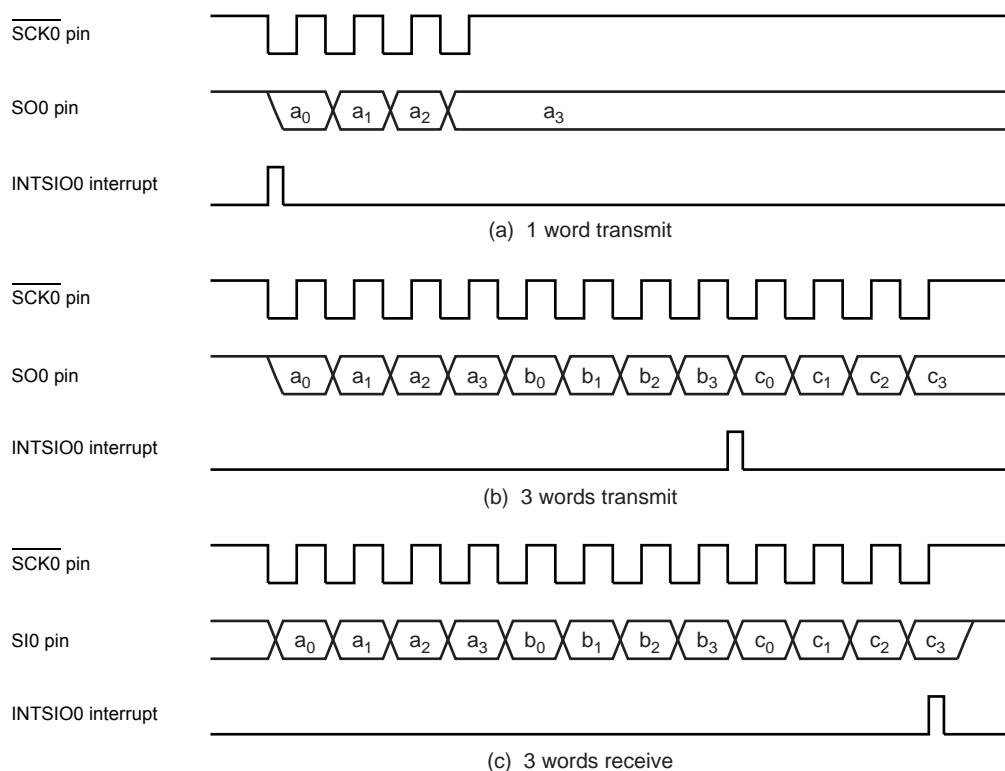 SCK0 pin
SO0 pin a0 a1 a2 a3
INTSIO0 interrupt
(a) 1 word transmit
SCK0 pin
SO0 pin a0 a1 a2 a3 b0 b1 b2 b3 c0 c1 c2 c3
INTSIO0 interrupt
(b) 3 words transmit
SCK0 pin
SI0 pin a0 a1 a2 a3 b0 b1 b2 b3 c0 c1 c2 c3
INTSIO0 interrupt
(c) 3 words receive